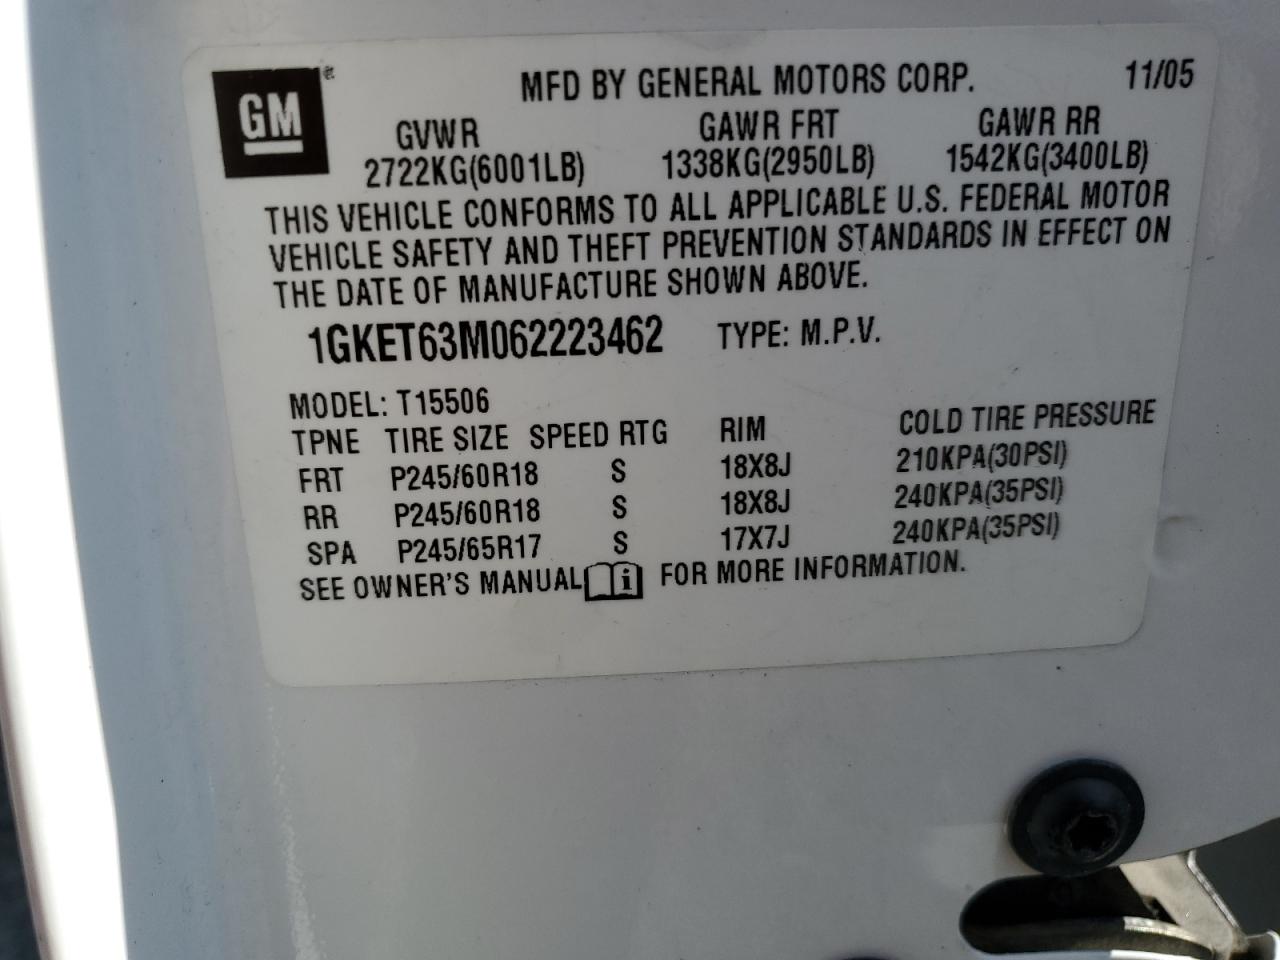 GM ® MFD BY GENERAL MOTORS CORP. 11/05
GVWR GAWR FRT GAWR RR
2722KG(6001LB) 1338KG(2950LB) 1542KG(3400LB)
THIS VEHICLE CONFORMS TO ALL APPLICABLE U.S. FEDERAL MOTOR
VEHICLE SAFETY AND THEFT PREVENTION STANDARDS IN EFFECT ON
THE DATE OF MANUFACTURE SHOWN ABOVE.
1GKET63M062223462 TYPE: M.P.V.
MODEL: T15506
TPNE TIRE SIZE SPEED RTG RIM COLD TIRE PRESSURE
FRT P245/60R18 S 18X8J 210KPA(30PSI)
RR P245/60R18 S 18X8J 240KPA(35PSI)
SPA P245/65R17 S 17X7J 240KPA(35PSI)
SEE OWNER'S MANUAL i FOR MORE INFORMATION.